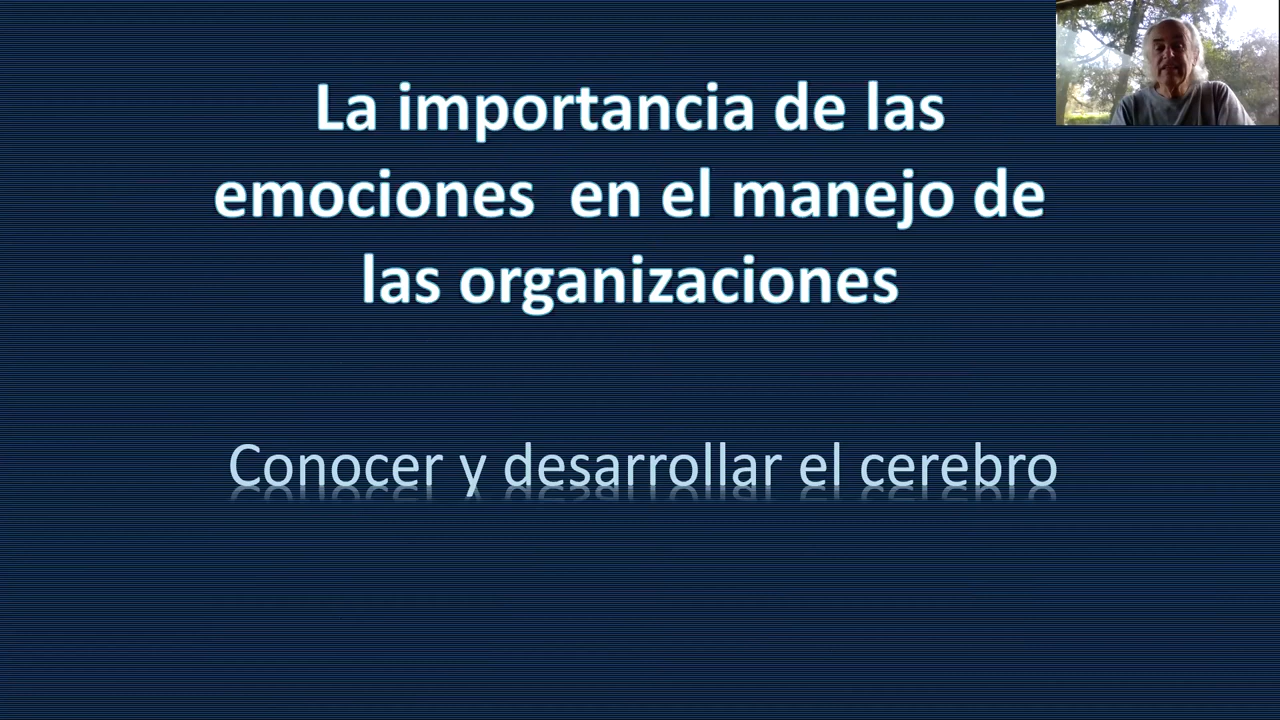 La importancia de las
emociones  en el manejo de
las organizaciones
Conocer y desarrollar el cerebro